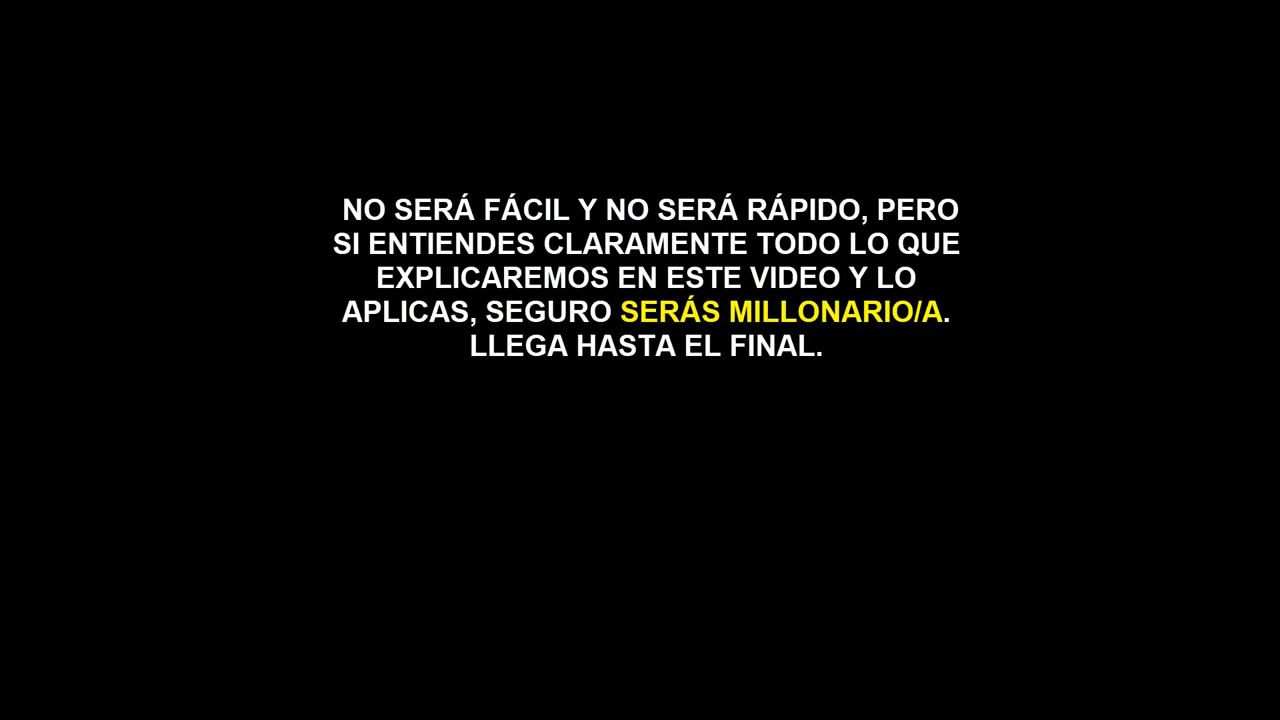 NO SERÁ FÁCIL Y NO SERÁ RÁPIDO, PERO
SI ENTIENDES CLARAMENTE TODO LO QUE
EXPLICAREMOS EN ESTE VIDEO Y LO
APLICAS, SEGURO SERÁS MILLONARIO/A.
LLEGA HASTA EL FINAL.